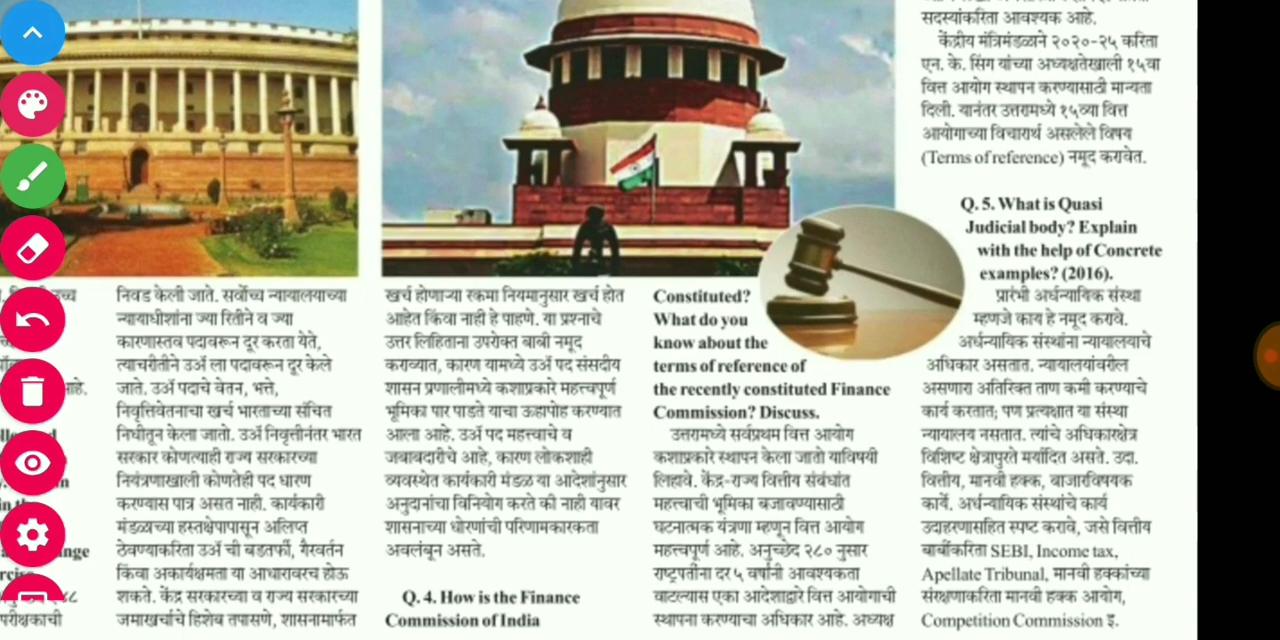 आहे.
निवड केली जाते. सर्वोच्च न्यायालयाच्या
न्यायाधीशांना ज्या रितीने व ज्या
कारणास्तव पदावरून दूर करता येते,
त्याचरीतीने उॲ ला पदावरून दूर केले
जाते. उॲ पदाचे वेतन, भत्ते,
निवृत्तिवेतनाचा खर्च भारताच्या संचित
निधीतून केला जातो. उॲ निवृत्तीनंतर भारत
सरकार कोणत्याही राज्य सरकारच्या
नियंत्रणाखाली कोणतेही पद धारण
करण्यास पात्र असत नाही. कार्यकारी
मंडळाच्या हस्तक्षेपापासून अलिप्त
ठेवण्याकरिता उॲ ची बडतर्फी, गैरवर्तन
किंवा अकार्यक्षमता या आधारावरच होऊ
शकते. केंद्र सरकारच्या व राज्य सरकारच्या
जमाखर्चाचे हिशेब तपासणे, शासनामार्फत
खर्च होणाऱ्या रकमा नियमानुसार खर्च होत
आहेत किंवा नाही हे पाहणे. या प्रश्नाचे
उत्तर लिहिताना उपरोक्त बाबी नमूद
कराव्यात, कारण यामध्ये उॲ पद संसदीय
शासन प्रणालीमध्ये कशाप्रकारे महत्त्वपूर्ण
भूमिका पार पाडते याचा ऊहापोह करण्यात
आला आहे. उॲ पद महत्त्वाचे व
जवाबदारीचे आहे, कारण लोकशाही
व्यवस्थेत कार्यकारी मंडळ या आदेशांनुसार
अनुदानांचा विनियोग करते की नाही यावर
शासनाच्या धोरणांची परिणामकारकता
अवलंबून असते.
Q. 4. How is the Finance
Commission of India
Constituted?
What do you
know about the
terms of reference of
the recently constituted Finance
Commission? Discuss.
उत्तरामध्ये सर्वप्रथम वित्त आयोग
कशाप्रकारे स्थापन केला जातो याविषयी
लिहावे. केंद्र-राज्य वित्तीय संबंधांत
महत्त्वाची भूमिका बजावण्यासाठी
घटनात्मक यंत्रणा म्हणून वित्त आयोग
महत्त्वपूर्ण आहे. अनुच्छेद २८० नुसार
राष्ट्रपतींना दर ५ वर्षांनी आवश्यकता
वाटल्यास एका आदेशाद्वारे वित्त आयोगाची
स्थापना करण्याचा अधिकार आहे. अध्यक्ष
सदस्यांकरिता आवश्यक आहे.
केंद्रीय मंत्रिमंडळाने २०२०-२५ करिता
एन. के. सिंग यांच्या अध्यक्षतेखाली १५वा
वित्त आयोग स्थापन करण्यासाठी मान्यता
दिली. यानंतर उत्तरामध्ये १५व्या वित्त
आयोगाच्या विचारार्थ असलेले विषय
(Terms of reference) नमूद करावेत.
Q. 5. What is Quasi
Judicial body? Explain
with the help of Concrete
examples? (2016).
प्रारंभी अर्धन्यायिक संस्था
म्हणजे काय हे नमूद करावे.
अर्धन्यायिक संस्थांना न्यायालयाचे
अधिकार असतात. न्यायालयांवरील
असणारा अतिरिक्त ताण कमी करण्याचे
कार्य करतात; पण प्रत्यक्षात या संस्था
न्यायालय नसतात. त्यांचे अधिकारक्षेत्र
विशिष्ट क्षेत्रापुरते मर्यादित असते. उदा.
वित्तीय, मानवी हक्क, बाजारविषयक
कार्ये. अर्धन्यायिक संस्थांचे कार्य
उदाहरणासहित स्पष्ट करावे, जसे वित्तीय
बाबींकरिता SEBI, Income tax,
Apellate Tribunal, मानवी हक्कांच्या
संरक्षणाकरिता मानवी हक्क आयोग,
Competition Commission इ.